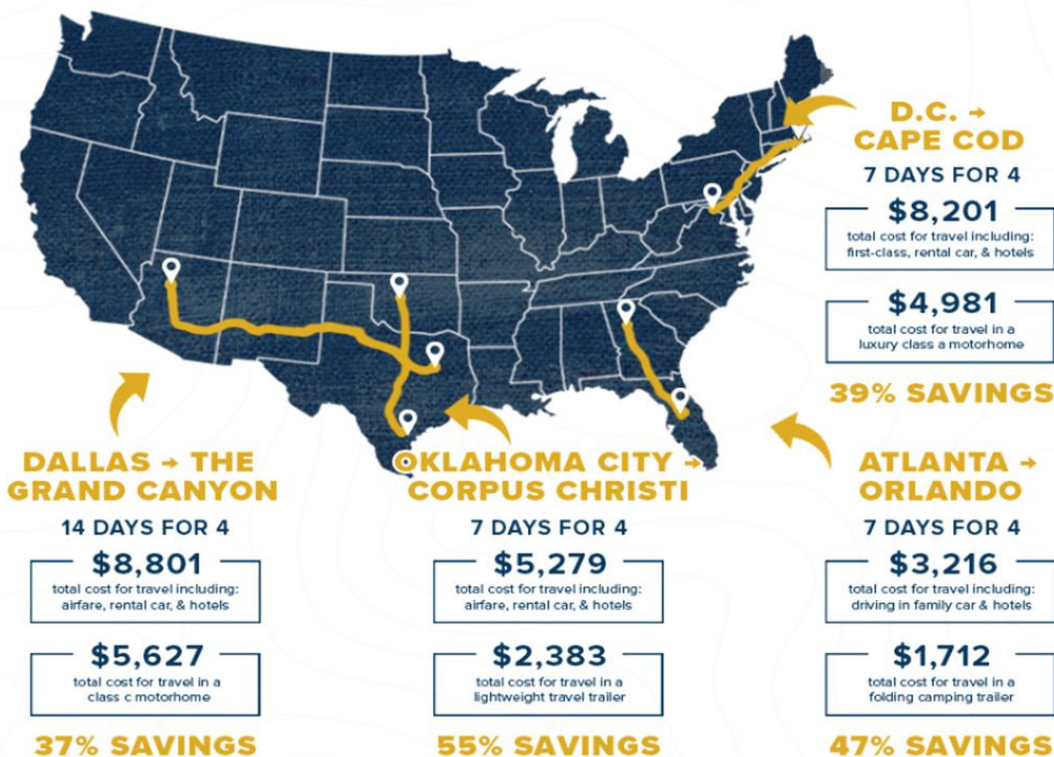 D.C. →
CAPE COD
7 DAYS FOR 4
$8,201
total cost for travel including:
first-class, rental car, & hotels
$4,981
total cost for travel in a
luxury class a motorhome
39% SAVINGS
DALLAS → THE
GRAND CANYON
14 DAYS FOR 4
$8,801
total cost for travel including:
airfare, rental car, & hotels
$5,627
total cost for travel in a
class c motorhome
37% SAVINGS
OKLAHOMA CITY →
CORPUS CHRISTI
7 DAYS FOR 4
$5,279
total cost for travel including:
airfare, rental car, & hotels
$2,383
total cost for travel in a
lightweight travel trailer
55% SAVINGS
ATLANTA →
ORLANDO
7 DAYS FOR 4
$3,216
total cost for travel including:
driving in family car & hotels
$1,712
total cost for travel in a
folding camping trailer
47% SAVINGS